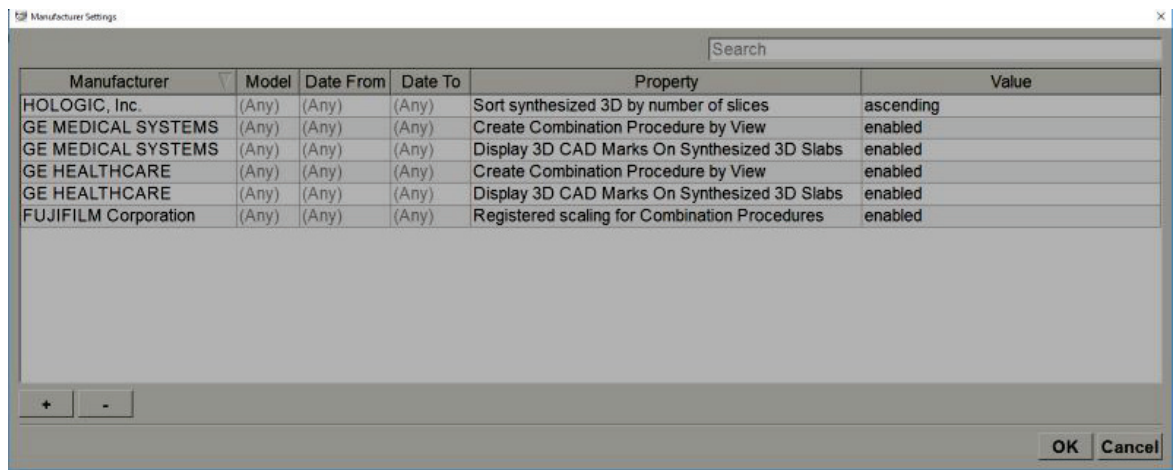 Manufacturer Settings
Search
Manufacturer Model Date From Date To Property Value
HOLOGIC, Inc. (Any) (Any) (Any) Sort synthesized 3D by number of slices ascending
GE MEDICAL SYSTEMS (Any) (Any) (Any) Create Combination Procedure by View enabled
GE MEDICAL SYSTEMS (Any) (Any) (Any) Display 3D CAD Marks On Synthesized 3D Slabs enabled
GE HEALTHCARE (Any) (Any) (Any) Create Combination Procedure by View enabled
GE HEALTHCARE (Any) (Any) (Any) Display 3D CAD Marks On Synthesized 3D Slabs enabled
FUJIFILM Corporation (Any) (Any) (Any) Registered scaling for Combination Procedures enabled
+ -
OK Cancel